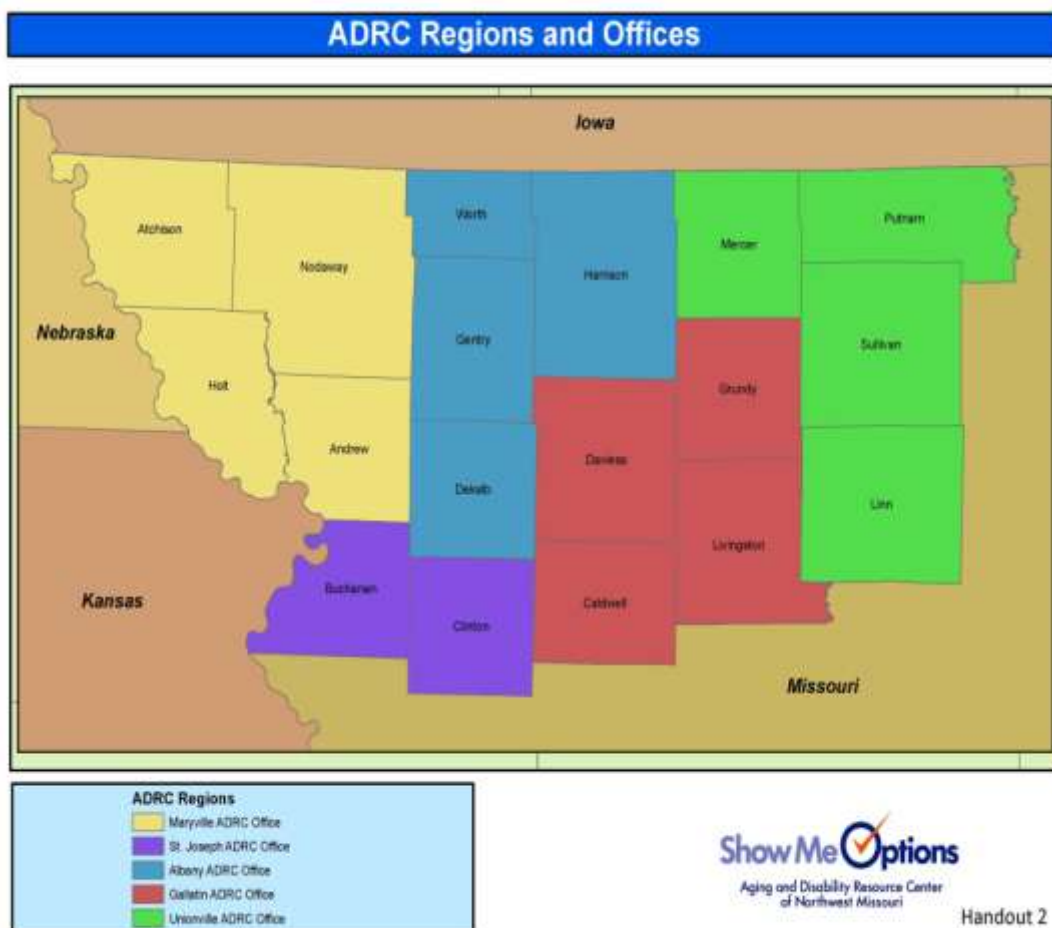 ADRC Regions and Offices
Iowa
Atchison
Nodaway
Worth
Harrison
Mercer
Putnam
Nebraska
Holt
Gentry
Grundy
Sullivan
Andrew
Daviess
Dekalb
Linn
Livingston
Kansas
Buchanan
Clinton
Caldwell
Missouri
ADRC Regions
Maryville ADRC Office
St. Joseph ADRC Office
Albany ADRC Office
Gallatin ADRC Office
Unionville ADRC Office
Show Me Options
Aging and Disability Resource Center
of Northwest Missouri
Handout 2